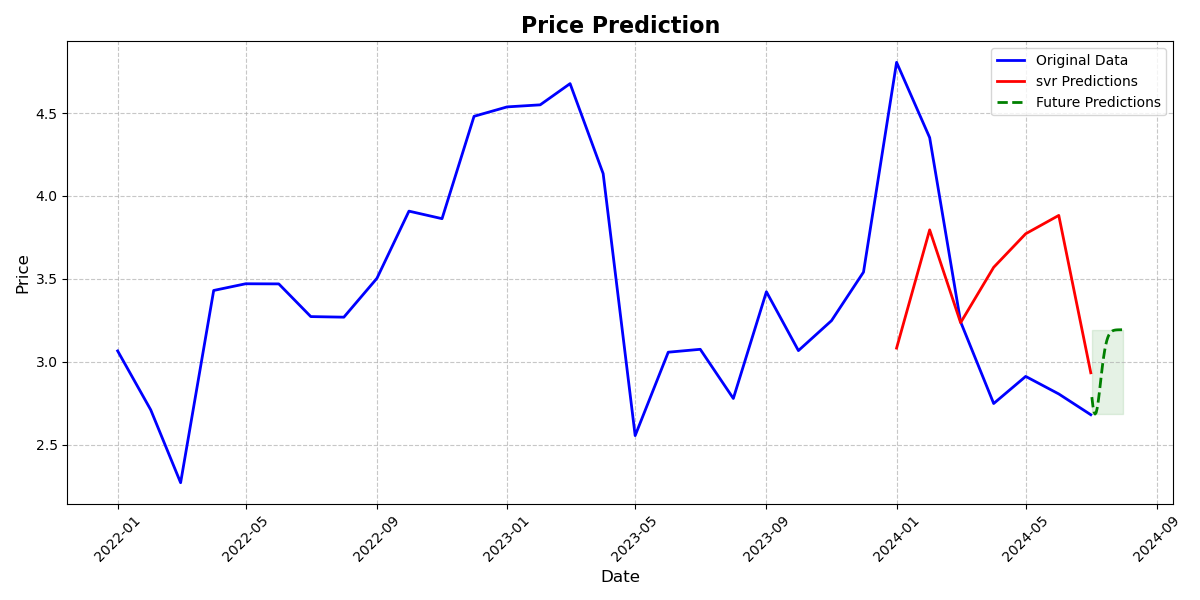 Price Prediction
Original Data
svr Predictions
Future Predictions
Price
4.5
4.0
3.5
3.0
2.5
2022-01
2022-05
2022-09
2023-01
2023-05
2023-09
2024-01
2024-05
2024-09
Date